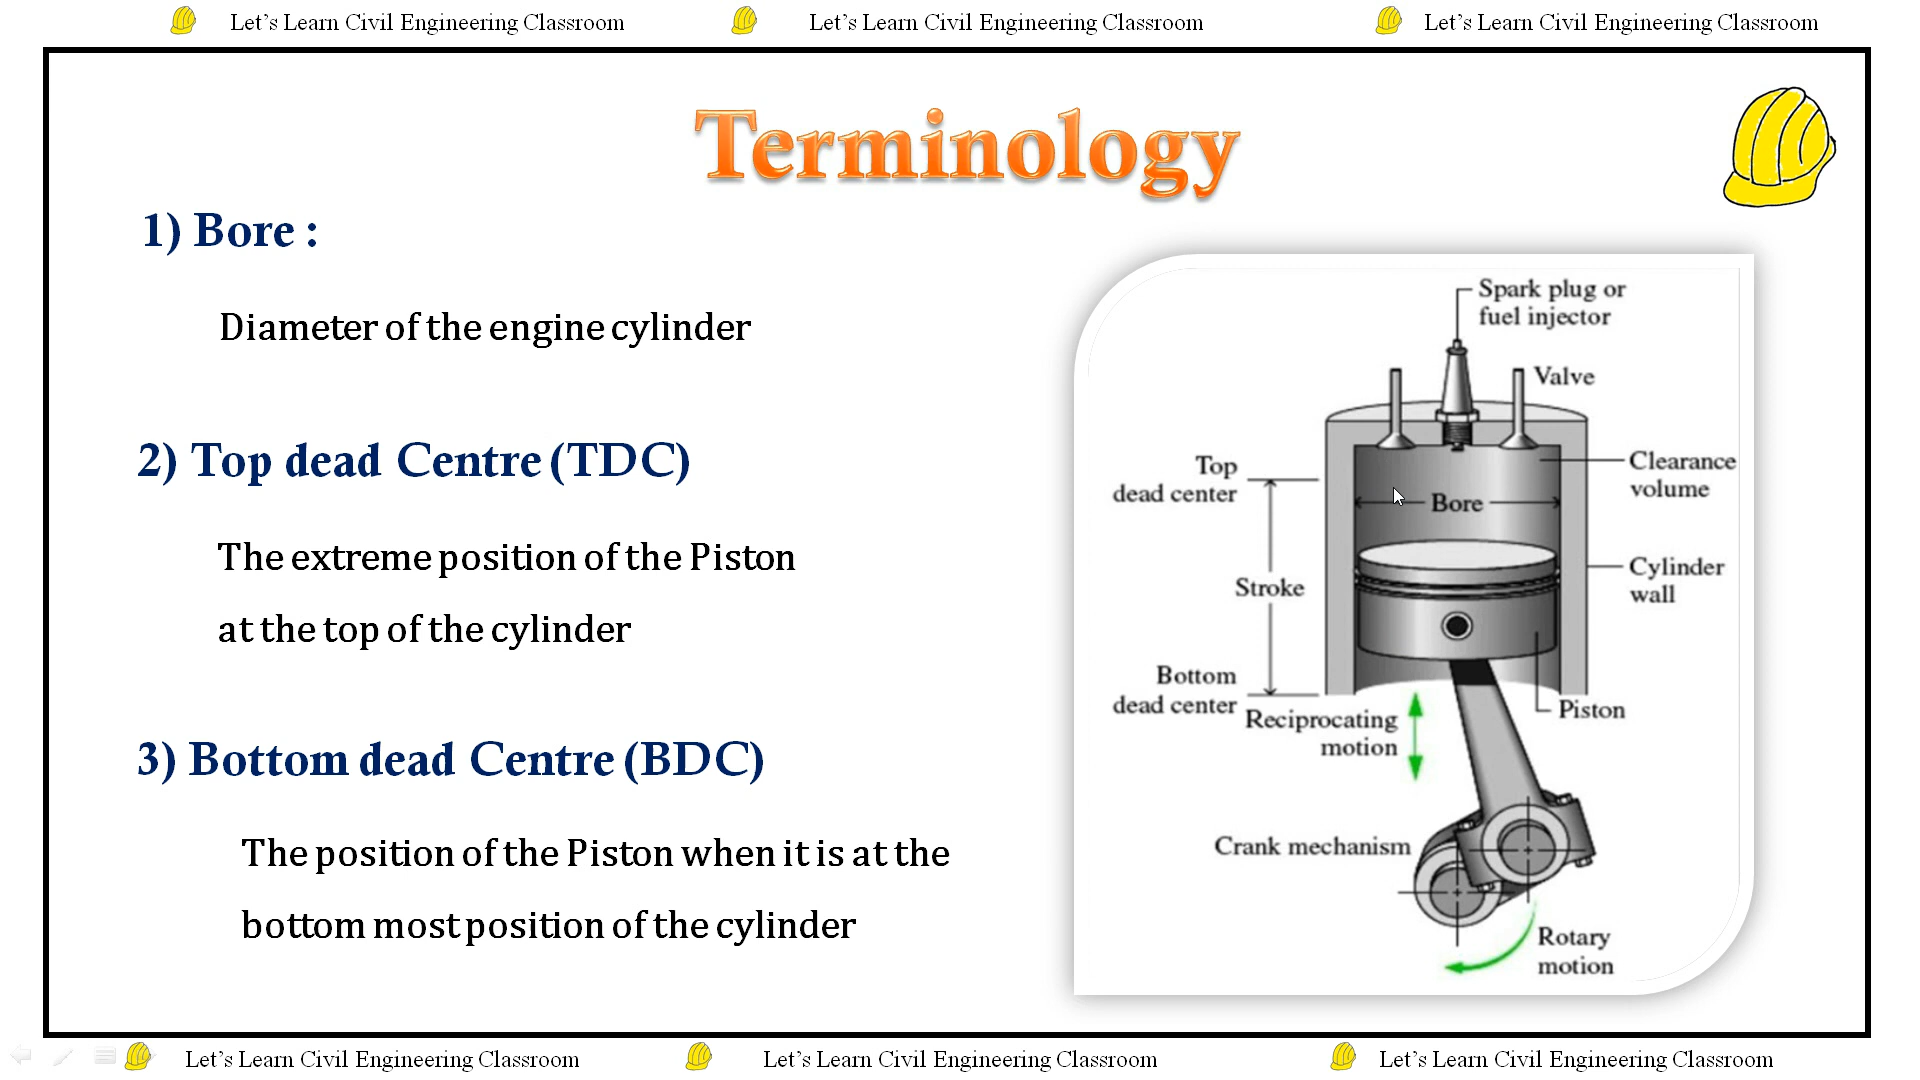 Let's Learn Civil Engineering Classroom
Let's Learn Civil Engineering Classroom
Let's Learn Civil Engineering Classroom
Terminology
1) Bore :
Diameter of the engine cylinder
2) Top dead Centre (TDC)
The extreme position of the Piston
at the top of the cylinder
3) Bottom dead Centre (BDC)
The position of the Piston when it is at the
bottom most position of the cylinder
Spark plug or
fuel injector
Valve
Top
dead center
Clearance
volume
Bore
Stroke
Cylinder
wall
Bottom
dead center
Reciprocating
motion
Piston
Crank mechanism
Rotary
motion
Let's Learn Civil Engineering Classroom
Let's Learn Civil Engineering Classroom
Let's Learn Civil Engineering Classroom